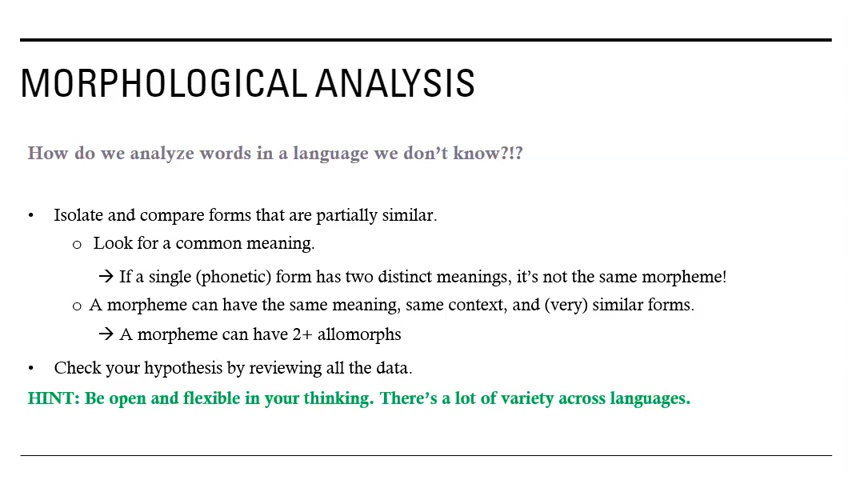 MORPHOLOGICAL ANALYSIS
How do we analyze words in a language we don't know?!?
• Isolate and compare forms that are partially similar.
o Look for a common meaning.
→ If a single (phonetic) form has two distinct meanings, it's not the same morpheme!
o A morpheme can have the same meaning, same context, and (very) similar forms.
→ A morpheme can have 2+ allomorphs
• Check your hypothesis by reviewing all the data.
HINT: Be open and flexible in your thinking. There's a lot of variety across languages.